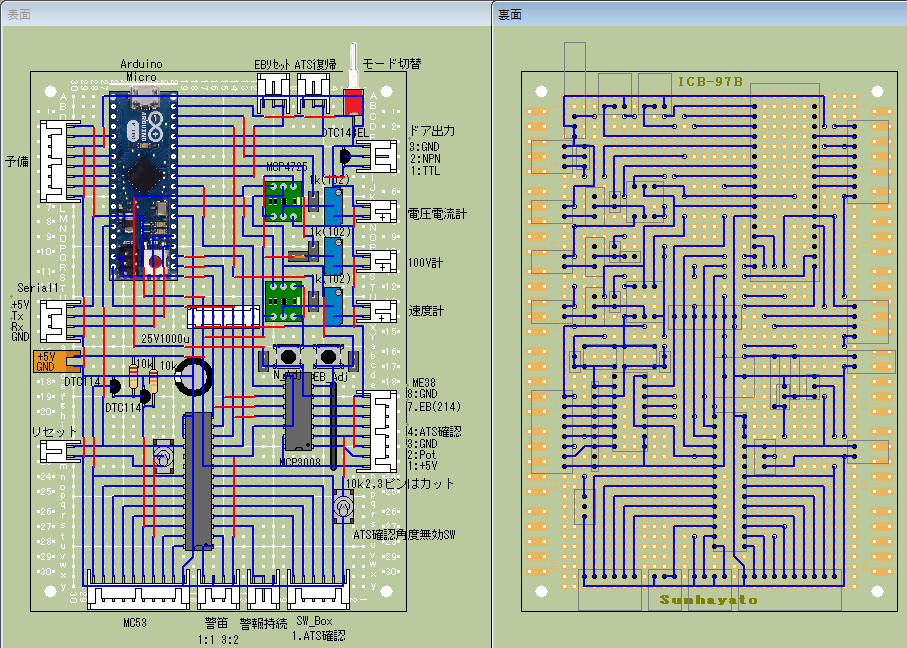 表面
裏面
Arduino
Micro
EBリセット
ATS復帰
モード切替
ICB-97B
DTC114EL
ドア出力
3:GND
2:NPN
1:TTL
予備
MCP4725
1k(102)
電圧電流計
1k(102)
100V計
1k(102)
速度計
Serial1
+5V
Tx
Rx
GND
25V1000u
+5V
GND
10k
10k
DTC114
DTC114
N_Adj
EB_Adj
ME38
8:GND
7.EB(214)
4:ATS確認
3:GND
2:Pot
1:+5V
リセット
MCP3008
10k2,3ピンはカット
ATS確認角度無効SW
MC53
警笛
1:1 3:2
警報持続
SW_Box
1.ATS確認
Sunhayato